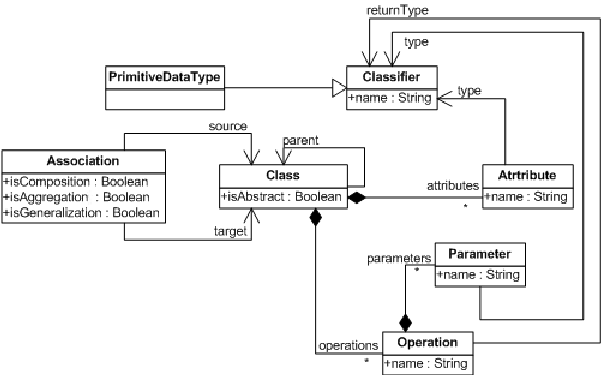 returnType
type
PrimitiveDataType
Classifier
+name : String
type
source
parent
Association
+isComposition : Boolean
+isAggregation : Boolean
+isGeneralization : Boolean
Class
+isAbstract : Boolean
attributes
*
Atrtribute
+name : String
target
parameters
*
Parameter
+name : String
operations
*
Operation
+name : String